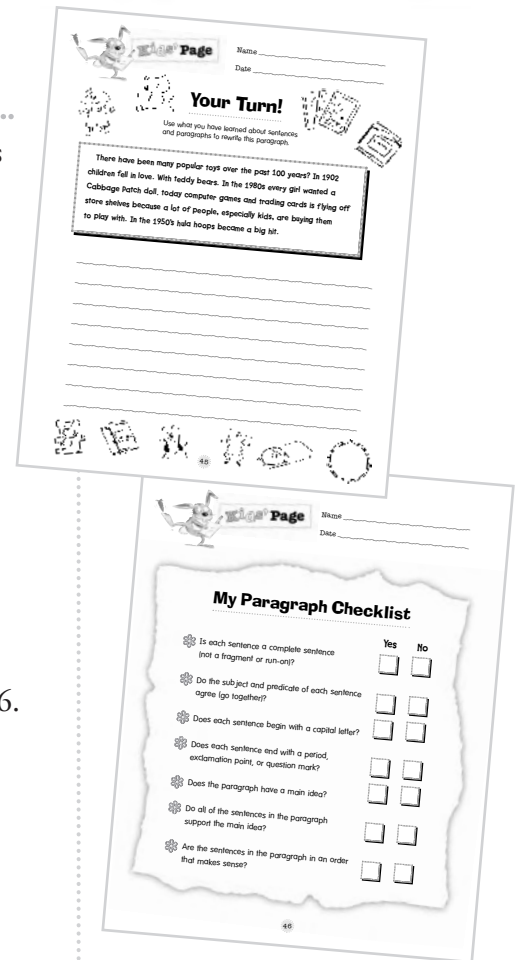 Kids' Page
Name
Date
Your Turn!
Use what you have learned about sentences
and paragraphs to rewrite this paragraph.
There have been many popular toys over the past 100 years? In 1902
children fell in love. With teddy bears. In the 1980s every girl wanted a
Cabbage Patch doll, today computer games and trading cards is flying off
store shelves because a lot of people, especially kids, are buying them
to play with. In the 1950's hula hoops became a big hit.
s
6.
Kids' Page
Name
Date
My Paragraph Checklist
Yes No
Is each sentence a complete sentence
(not a fragment or run-on)?
Do the subject and predicate of each sentence
agree (go together)?
Does each sentence begin with a capital letter?
Does each sentence end with a period,
exclamation point, or question mark?
Does the paragraph have a main idea?
Do all of the sentences in the paragraph
support the main idea?
Are the sentences in the paragraph in an order
that makes sense?
46